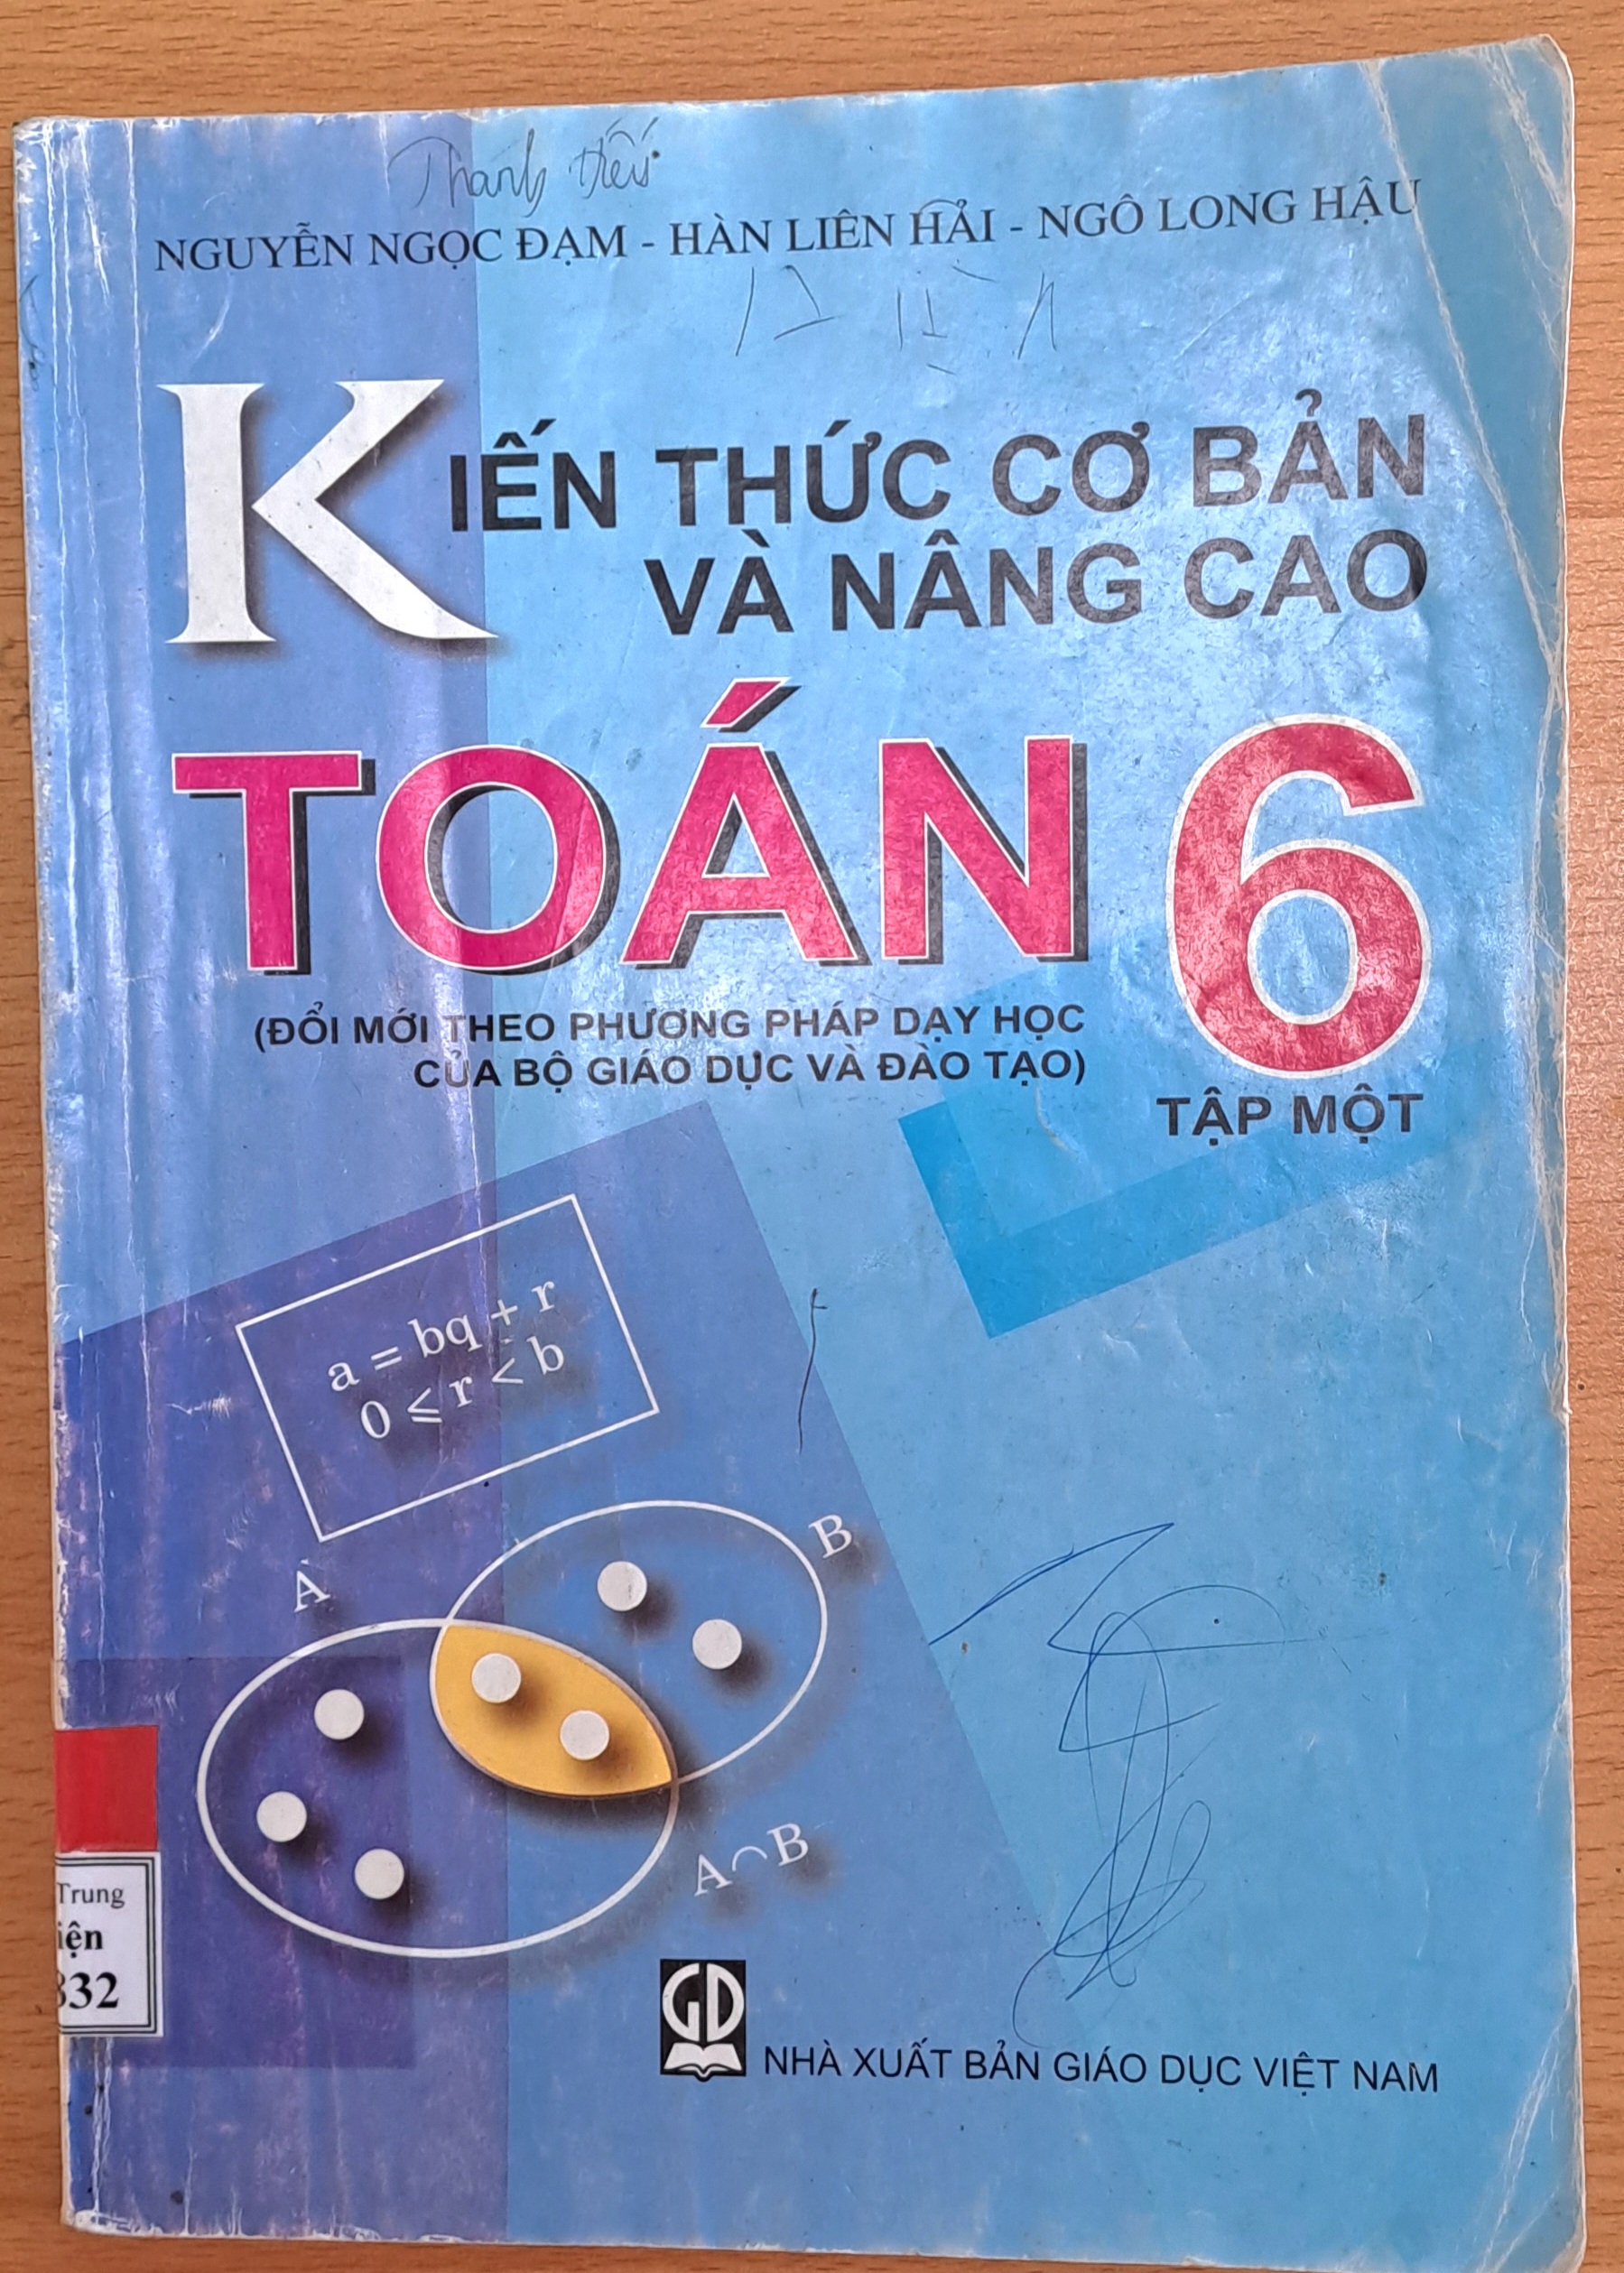 Thanh
NGUYỄN NGỌC ĐẠM - HÀN LIÊN HẢI - NGÔ LONG HẬU
KIẾN THỨC CƠ BẢN
VÀ NÂNG CAO
TOÁN 6
(ĐỔI MỚI THEO PHƯƠNG PHÁP DẠY HỌC
CỦA BỘ GIÁO DỤC VÀ ĐÀO TẠO)
TẬP MỘT
a = bq + r
0 ≤ r < b
A
B
A∩B
Trung
iện
332
GD
NHÀ XUẤT BẢN GIÁO DỤC VIỆT NAM